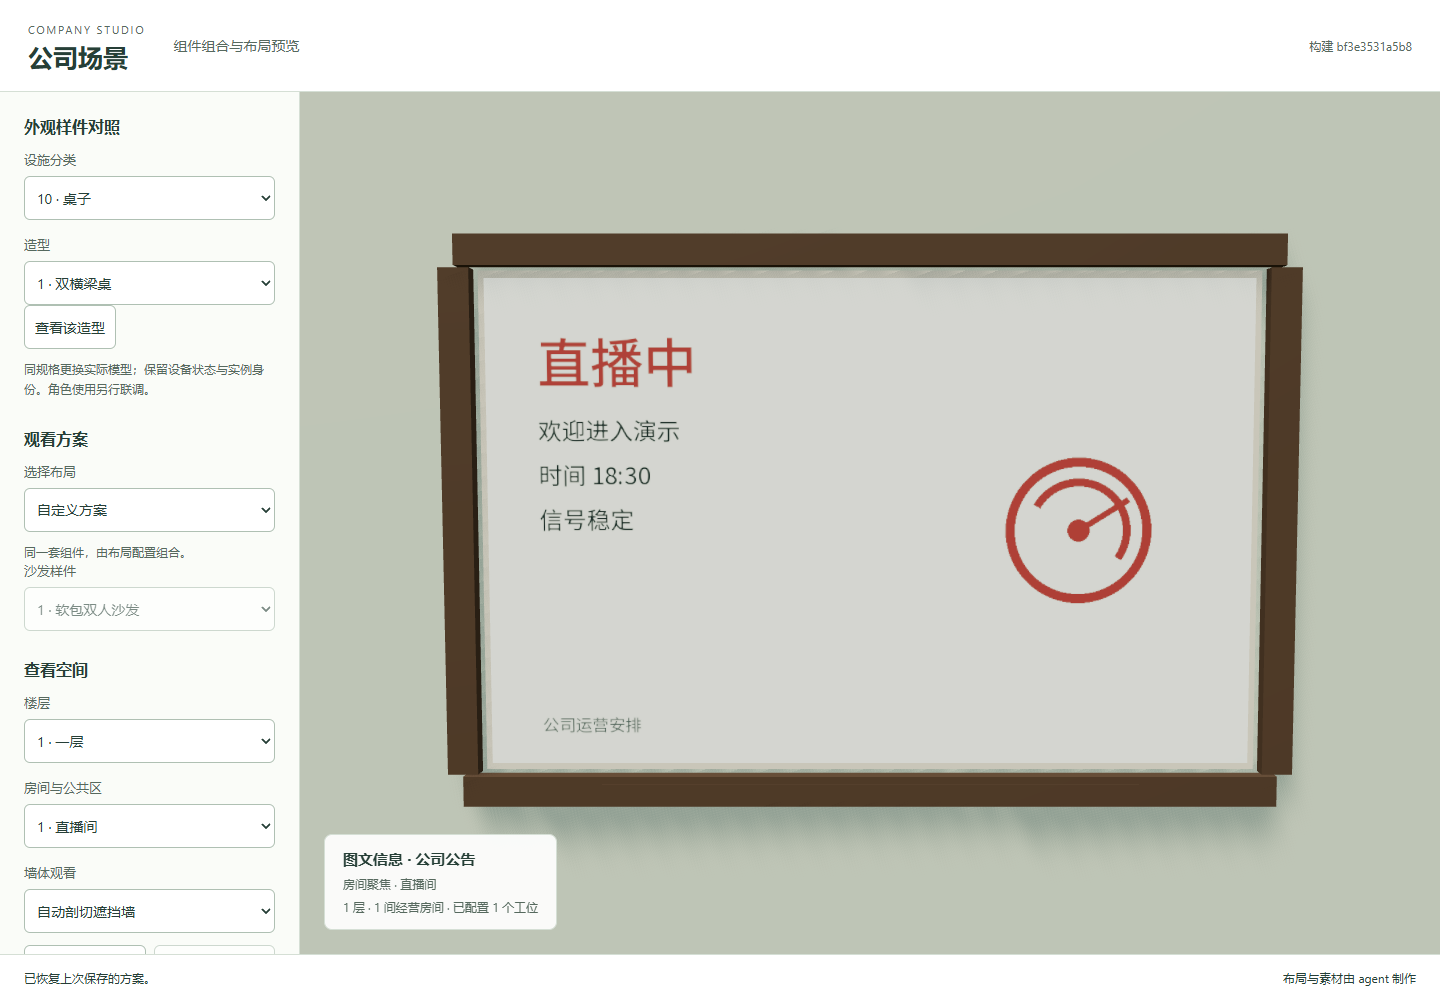 COMPANY STUDIO
公司场景
组件组合与布局预览
构建 bf3e3531a5b8
外观样件对照
设施分类
10 · 桌子
造型
1 · 双横梁桌
查看该造型
同规格更换实际模型；保留设备状态与实例身
份。角色使用另行联调。
观看方案
选择布局
自定义方案
同一套组件，由布局配置组合。
沙发样件
1 · 软包双人沙发
查看空间
楼层
1 · 一层
房间与公共区
1 · 直播间
墙体观看
自动剖切遮挡墙
直播中
欢迎进入演示
时间 18:30
信号稳定
公司运营安排
图文信息 · 公司公告
房间聚焦 · 直播间
1 层 · 1 间经营房间 · 已配置 1 个工位
已恢复上次保存的方案。
布局与素材由 agent 制作